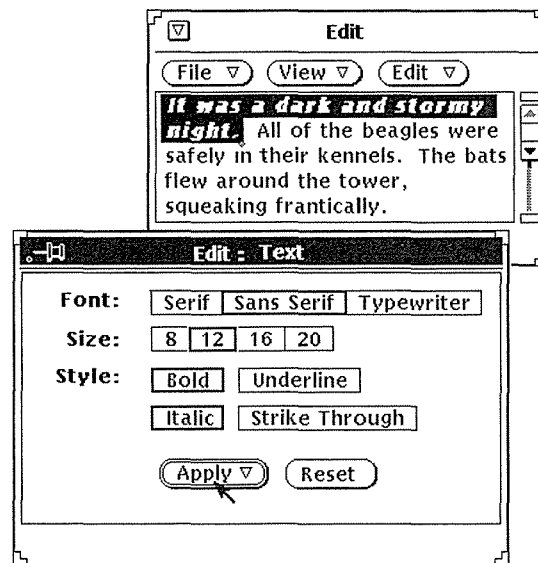 Edit
File View Edit
It was a dark and stormy
night. All of the beagles were
safely in their kennels. The bats
flew around the tower,
squeaking frantically.
Edit : Text
Font: Serif Sans Serif Typewriter
Size: 8 12 16 20
Style: Bold Underline
Italic Strike Through
Apply Reset